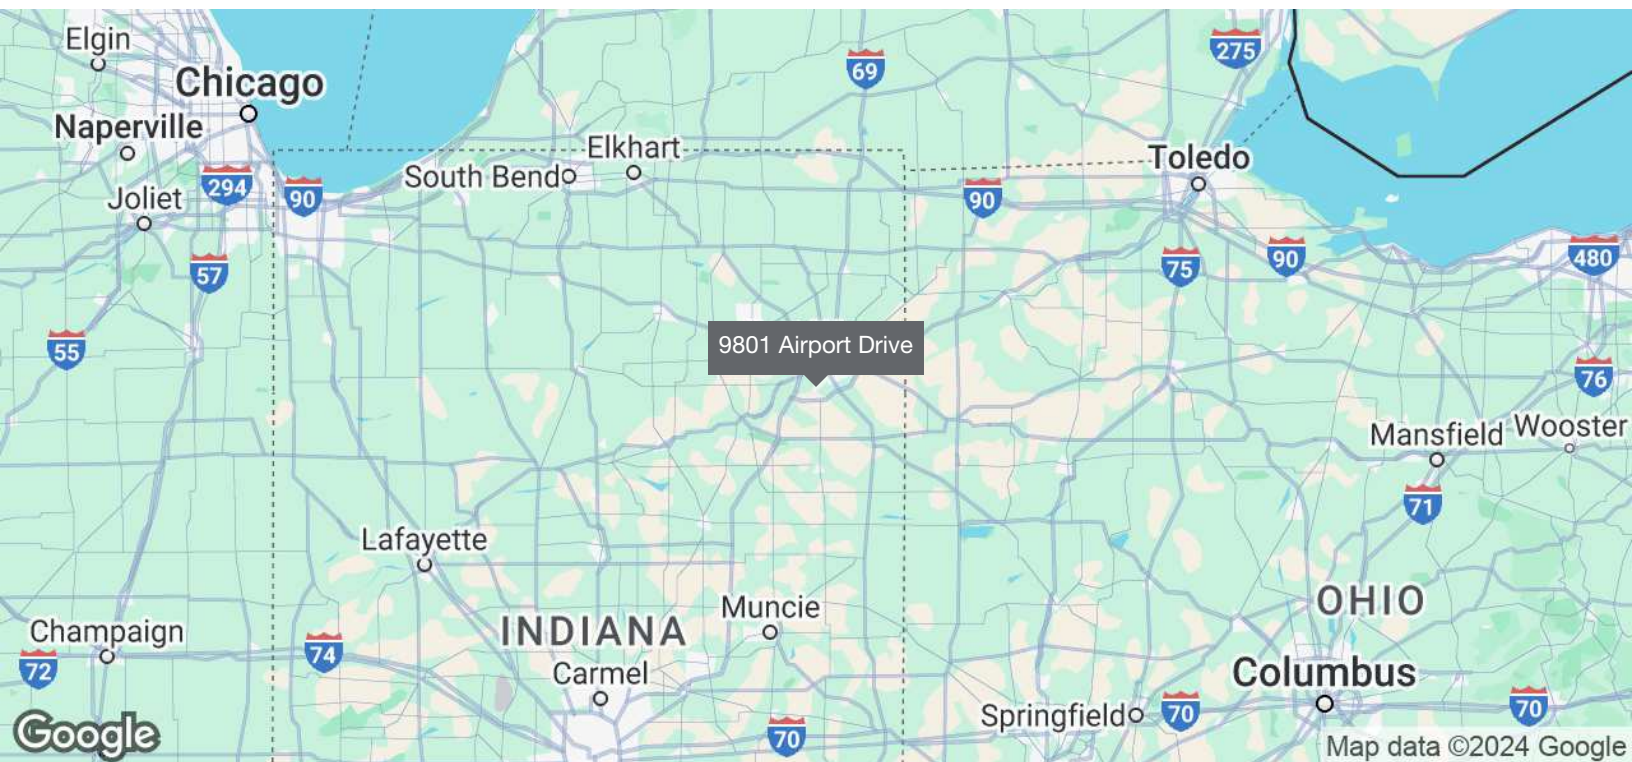 Elgin
Chicago
Naperville
Joliet
294
90
57
55
South Bend
Elkhart
69
275
Toledo
90
75
90
480
9801 Airport Drive
76
Mansfield
Wooster
71
Lafayette
Champaign
72
74
INDIANA
Carmel
Muncie
70
OHIO
Columbus
Springfield
70
70
Google
Map data ©2024 Google